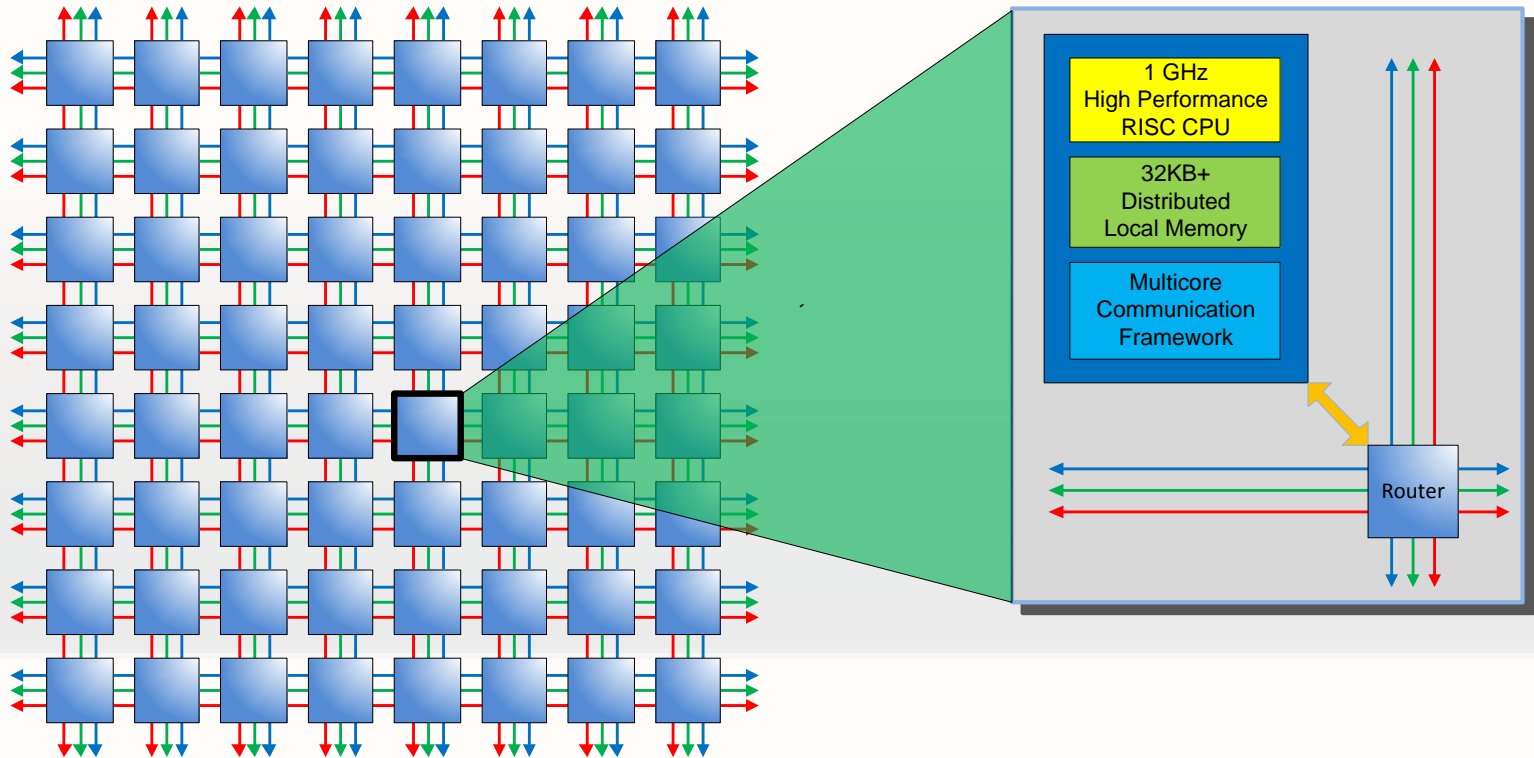 1 GHz
High Performance
RISC CPU
32KB+
Distributed
Local Memory
Multicore
Communication
Framework
Router